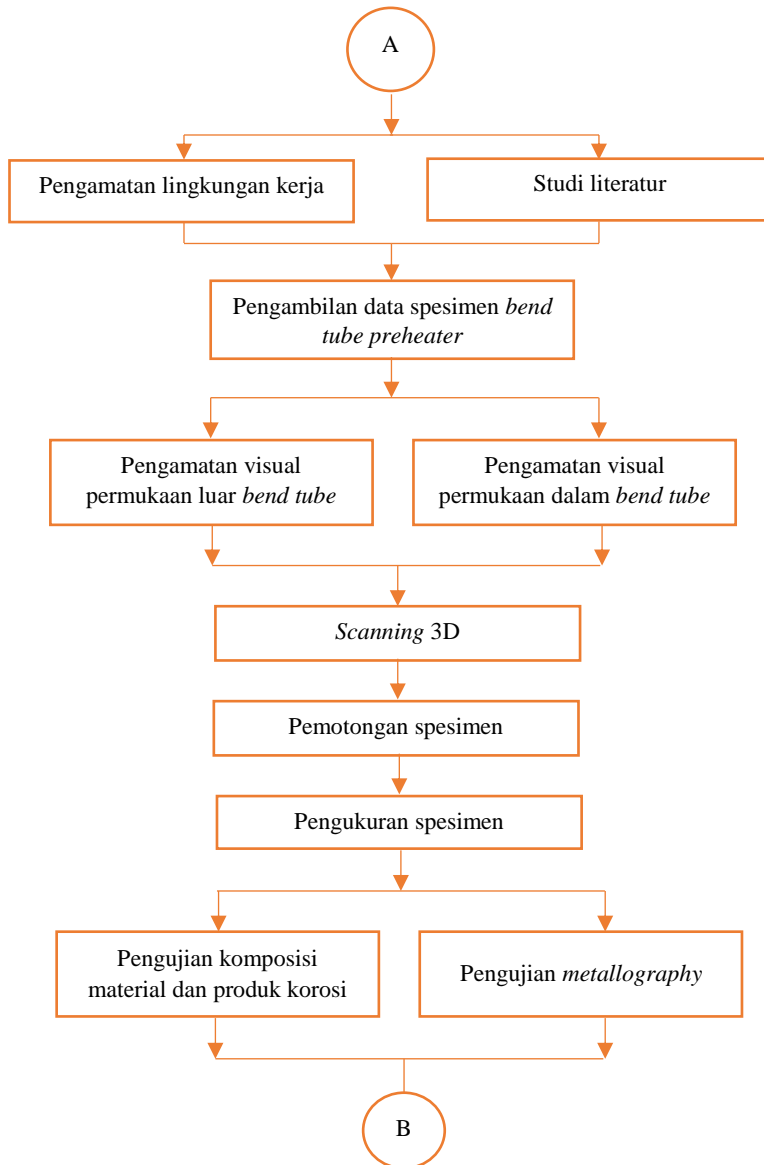 A
Pengamatan lingkungan kerja
Studi literatur
Pengambilan data spesimen bend
tube preheater
Pengamatan visual
permukaan luar bend tube
Pengamatan visual
permukaan dalam bend tube
Scanning 3D
Pemotongan spesimen
Pengukuran spesimen
Pengujian komposisi
material dan produk korosi
Pengujian metallography
B